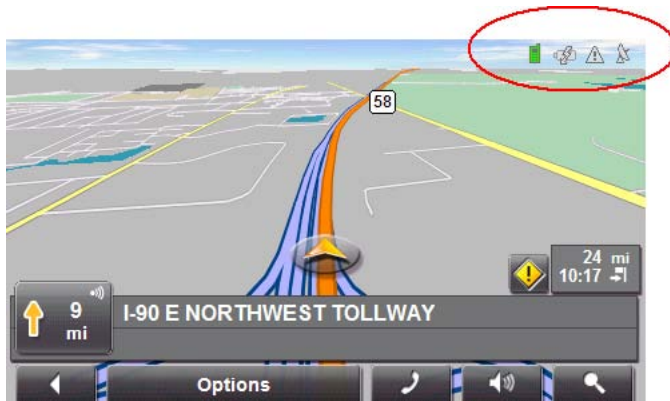 58
24 mi
10:17
9
mi
I-90 E NORTHWEST TOLLWAY
Options